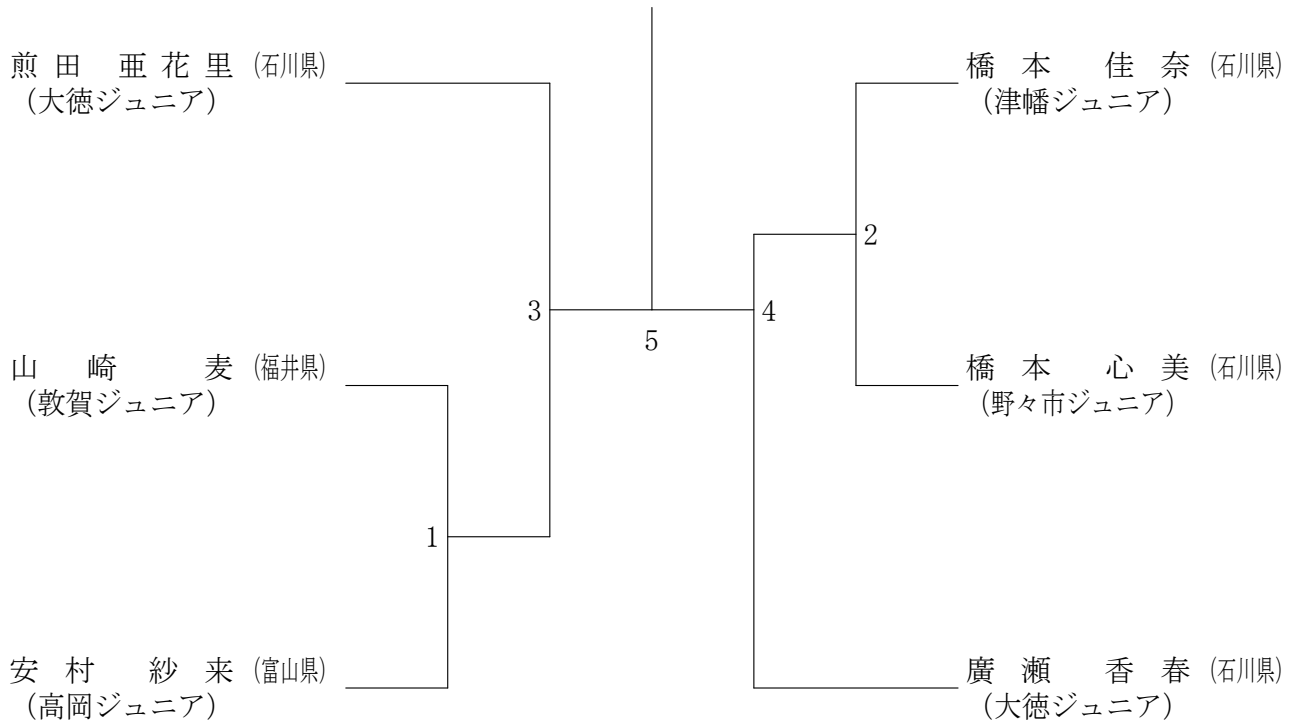 煎田 亜花里 (石川県)
(大徳ジュニア)
山崎 麦 (福井県)
(敦賀ジュニア)
安村 紗来 (富山県)
(高岡ジュニア)
1
3
5
4
2
橋本 佳奈 (石川県)
(津幡ジュニア)
橋本 心美 (石川県)
(野々市ジュニア)
廣瀬 香春 (石川県)
(大徳ジュニア)